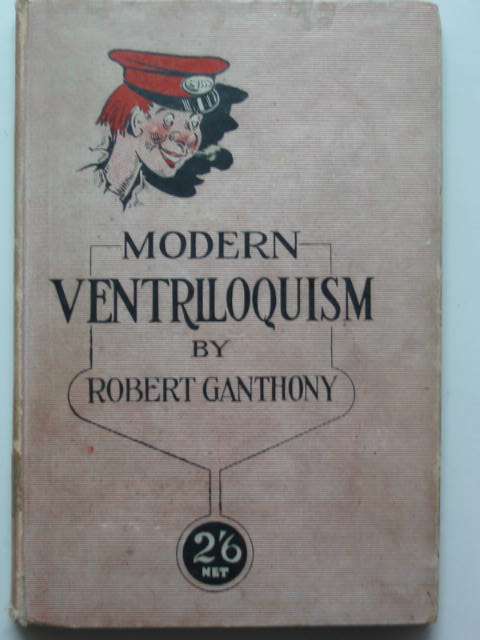 MODERN
VENTRILOQUISM
BY
ROBERT GANTHONY
2'6
NET